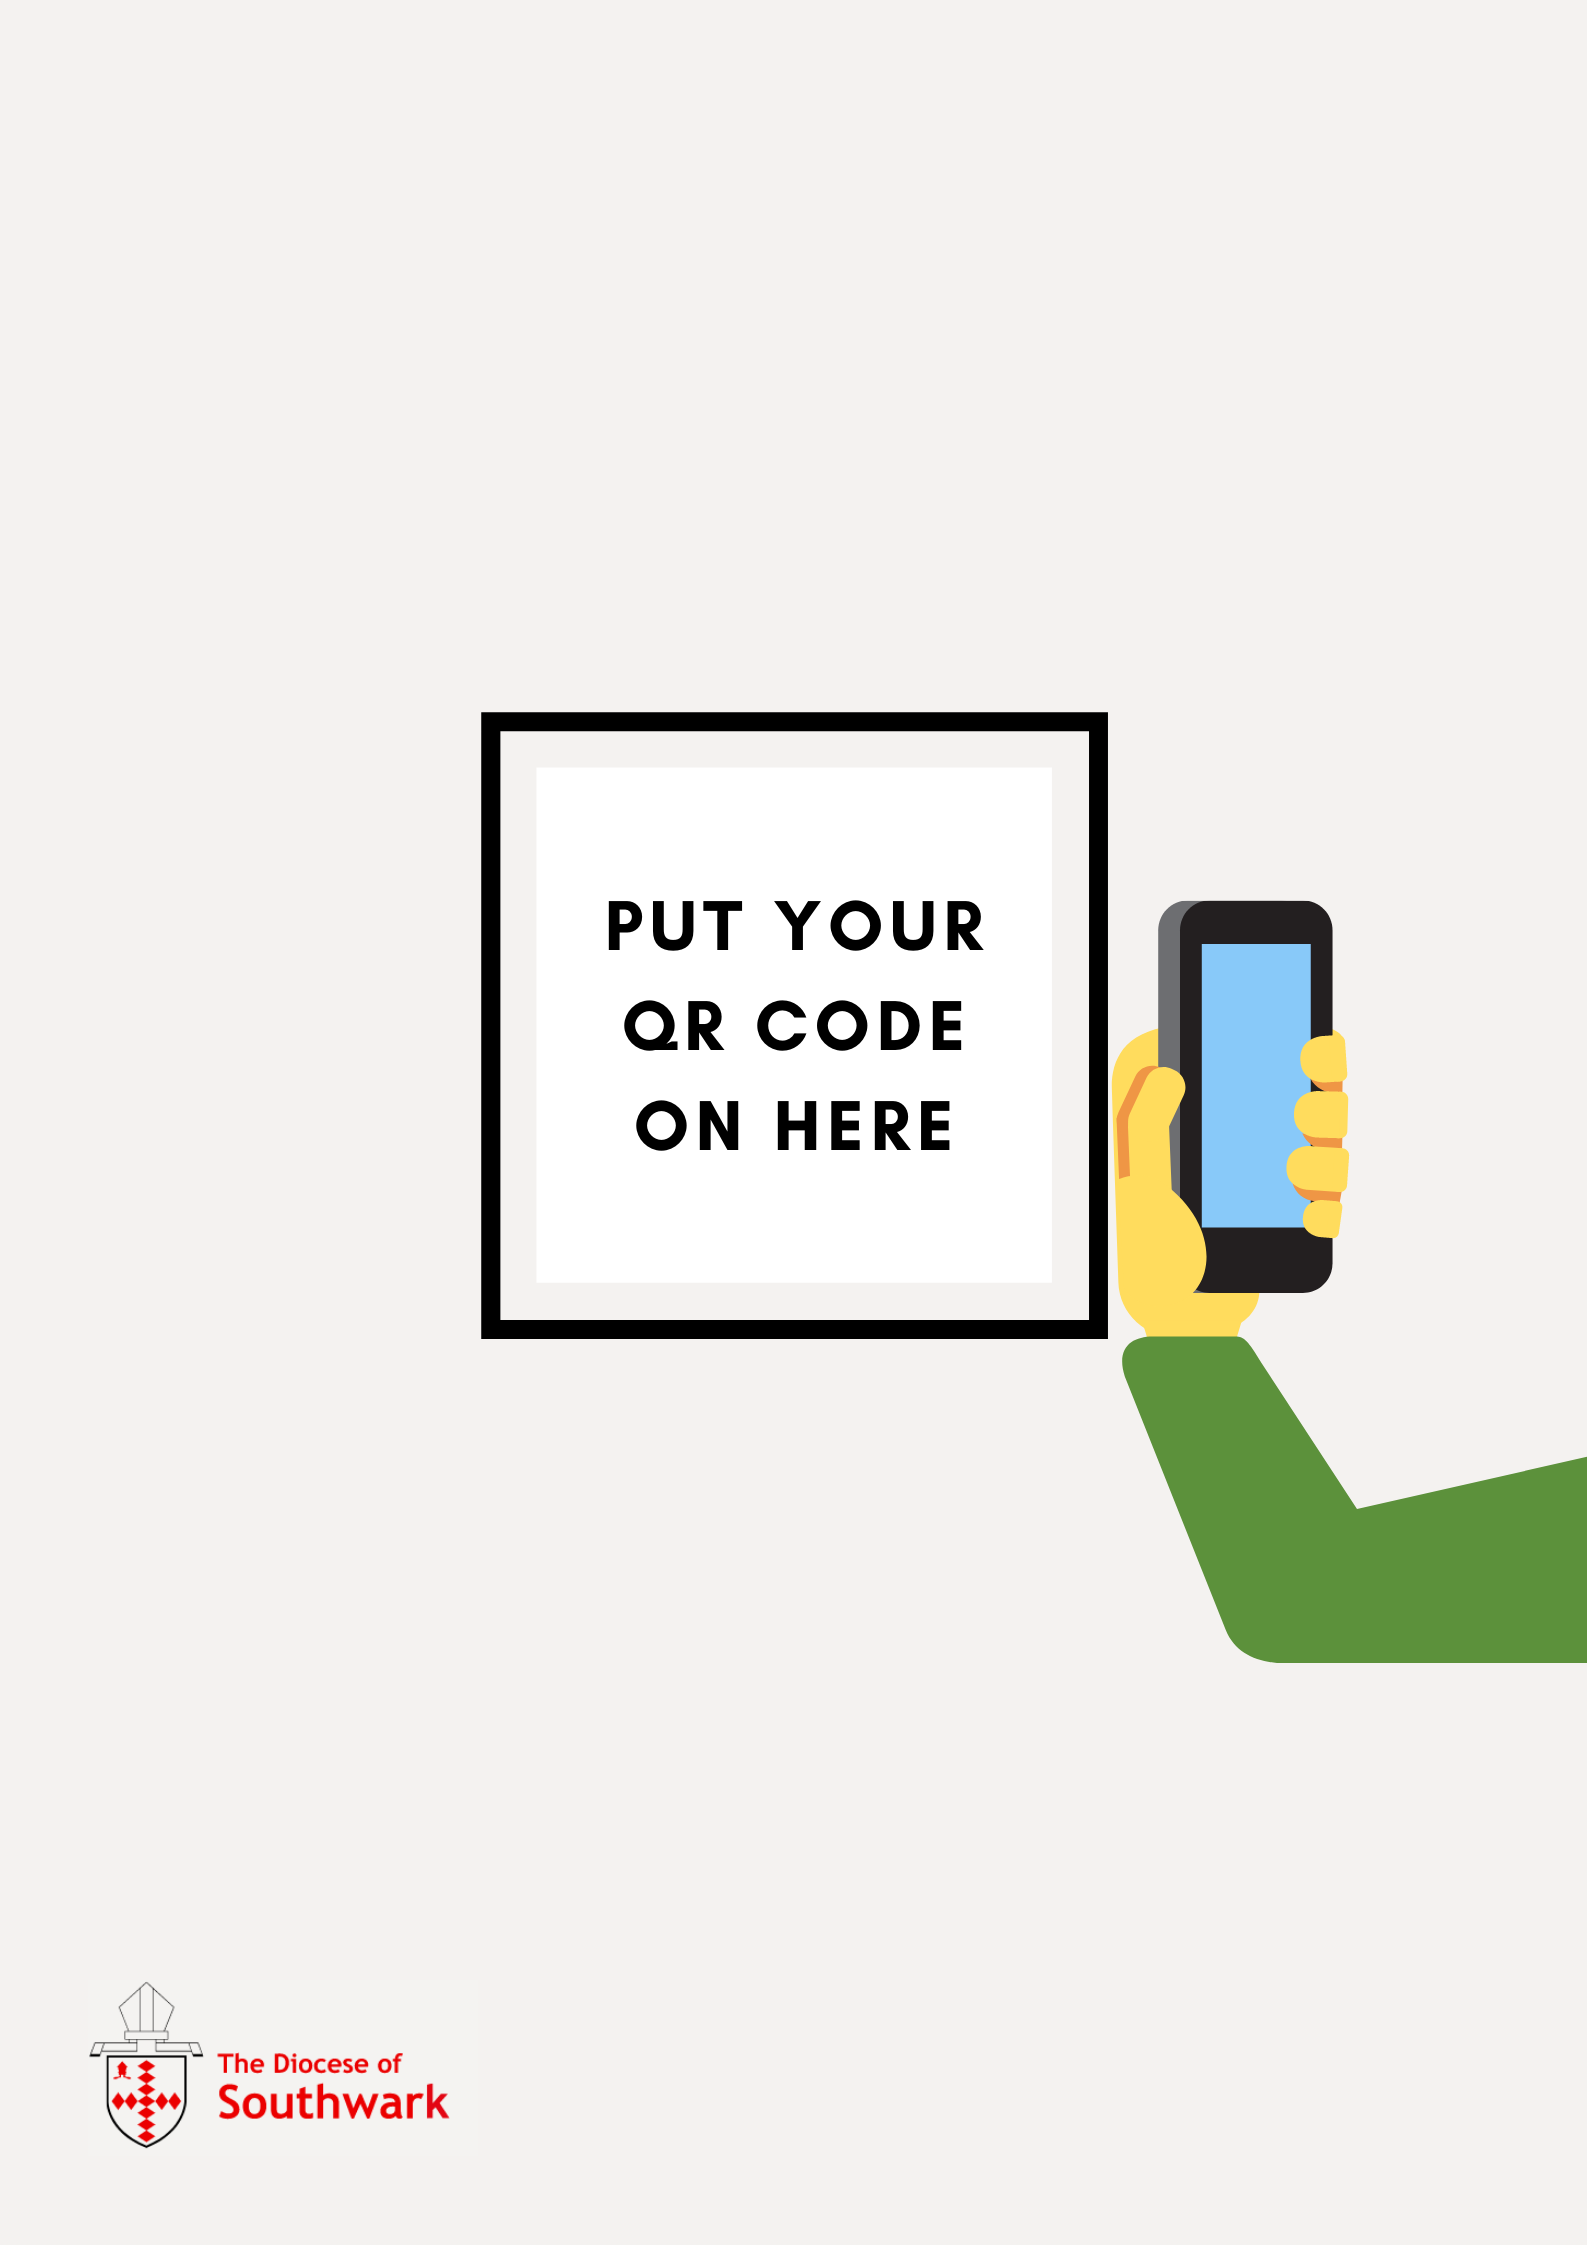 PUT YOUR
QR CODE
ON HERE
The Diocese of
Southwark